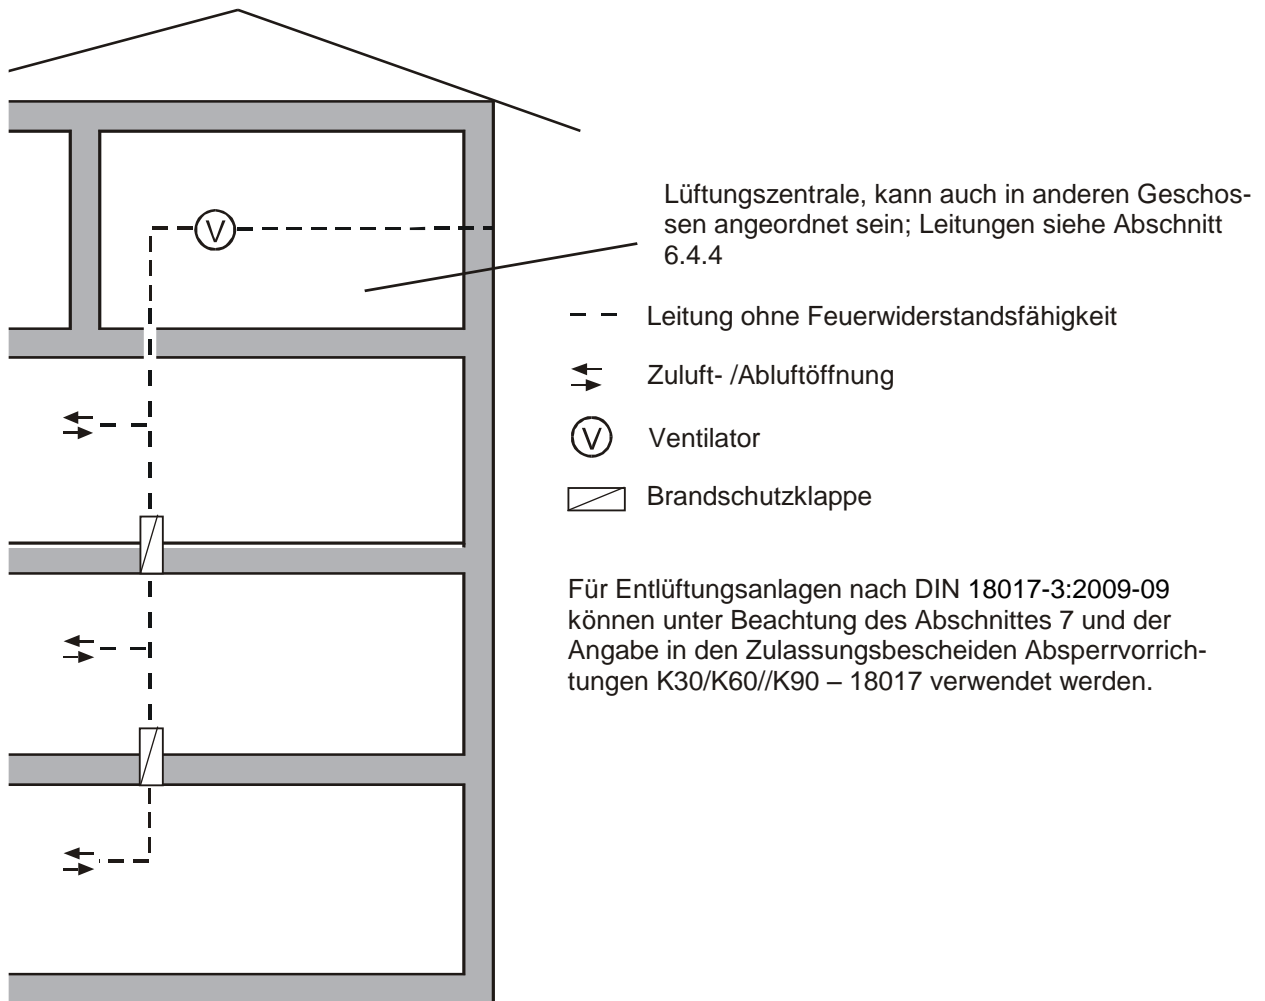 Lüftungszentrale, kann auch in anderen Geschos-
sen angeordnet sein; Leitungen siehe Abschnitt
6.4.4
V
Leitung ohne Feuerwiderstandsfähigkeit
Zuluft- /Abluftöffnung
V Ventilator
Brandschutzklappe
Für Entlüftungsanlagen nach DIN 18017-3:2009-09
können unter Beachtung des Abschnittes 7 und der
Angabe in den Zulassungsbescheiden Absperrvorrich-
tungen K30/K60//K90 – 18017 verwendet werden.